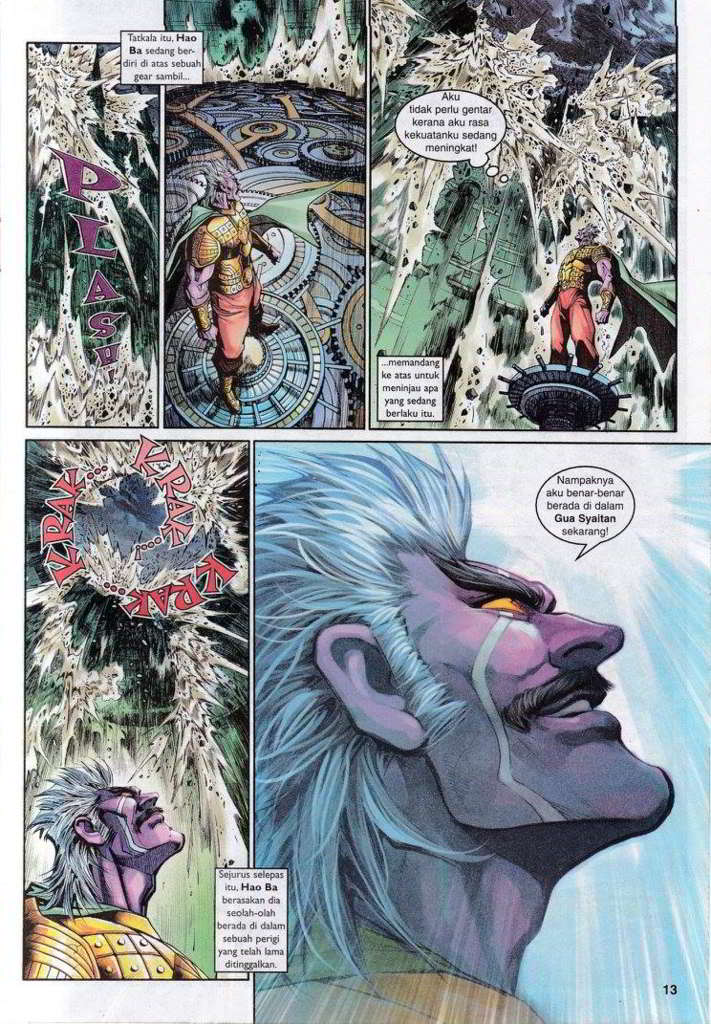 Tatkala itu, Hao
Ba sedang ber-
diri di atas sebuah
gear sambil...
PLASH
Aku
tidak perlu gentar
kerana aku rasa
kekuatanku sedang
meningkat!
...memandang
ke atas untuk
meninjau apa
yang sedang
berlaku itu.
KRAK...
KRAK...
KRAK...
KRAK
Sejurus selepas
itu, Hao Ba
berasakan dia
seolah-olah
berada di dalam
sebuah perigi
yang telah lama
ditinggalkan.
Nampaknya
aku benar-benar
berada di dalam
Gua Syaitan
sekarang!
13